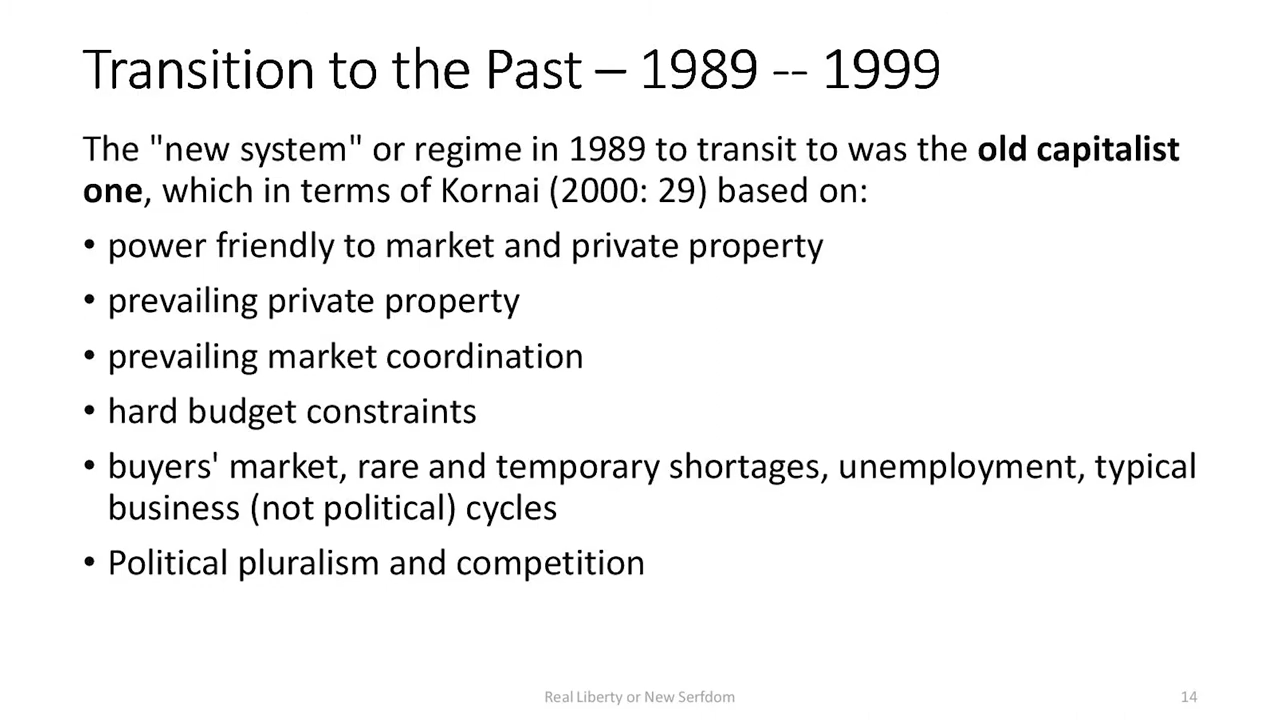 Transition to the Past – 1989 -- 1999
The "new system" or regime in 1989 to transit to was the old capitalist
one, which in terms of Kornai (2000: 29) based on:
• power friendly to market and private property
• prevailing private property
• prevailing market coordination
• hard budget constraints
• buyers' market, rare and temporary shortages, unemployment, typical
business (not political) cycles
• Political pluralism and competition
Real Liberty or New Serfdom
14